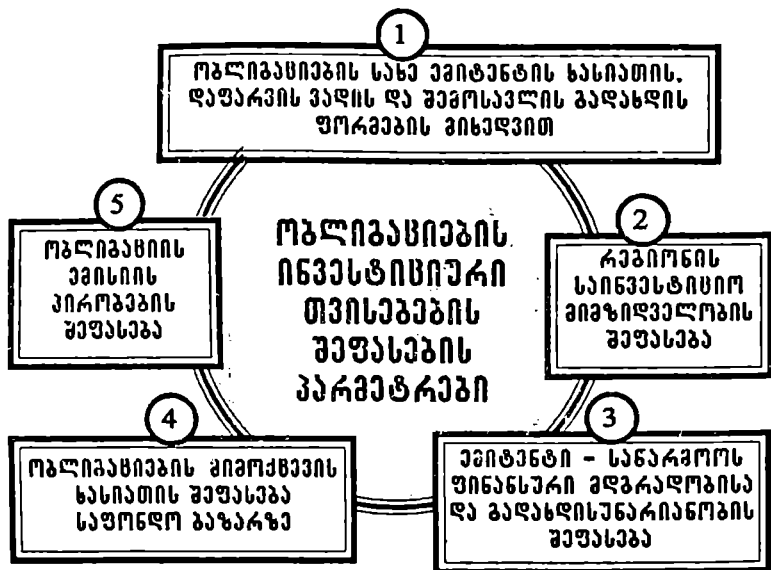 1
ობლიგაციების სახე ემიტენტის ხასიათის,
დაფარვის ვადის და შემოსავლის გადახდის
ფორმების მიხედვით
ობლიგაციების
ინვესტიციური
თვისებების
შეფასების
პარმეტრები
2
რეგიონის
საინვესტიციო
მიმზიდველობის
შეფასება
3
ემიტენტი – საწარმოოს
ფინანსური მდგრადობისა
და გადახდისუნარიანობის
შეფასება
4
ობლიგაციების მიმოქცევის
ხასიათის შეფასება
საფონდო ბაზარზე
5
ობლიგაციის
ემისიის
პირობების
შეფასება